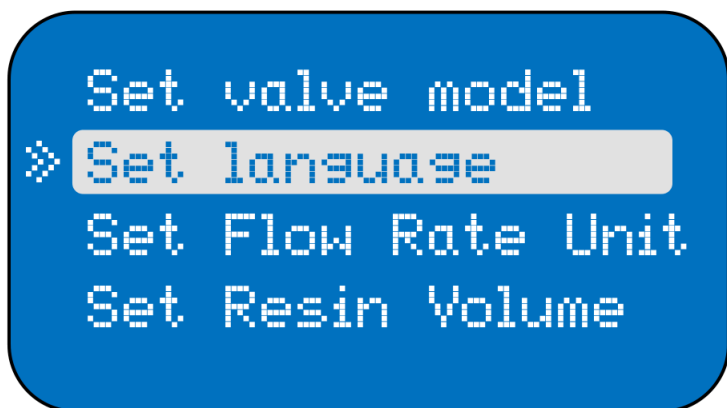 Set valve model
» Set language
Set Flow Rate Unit
Set Resin Volume